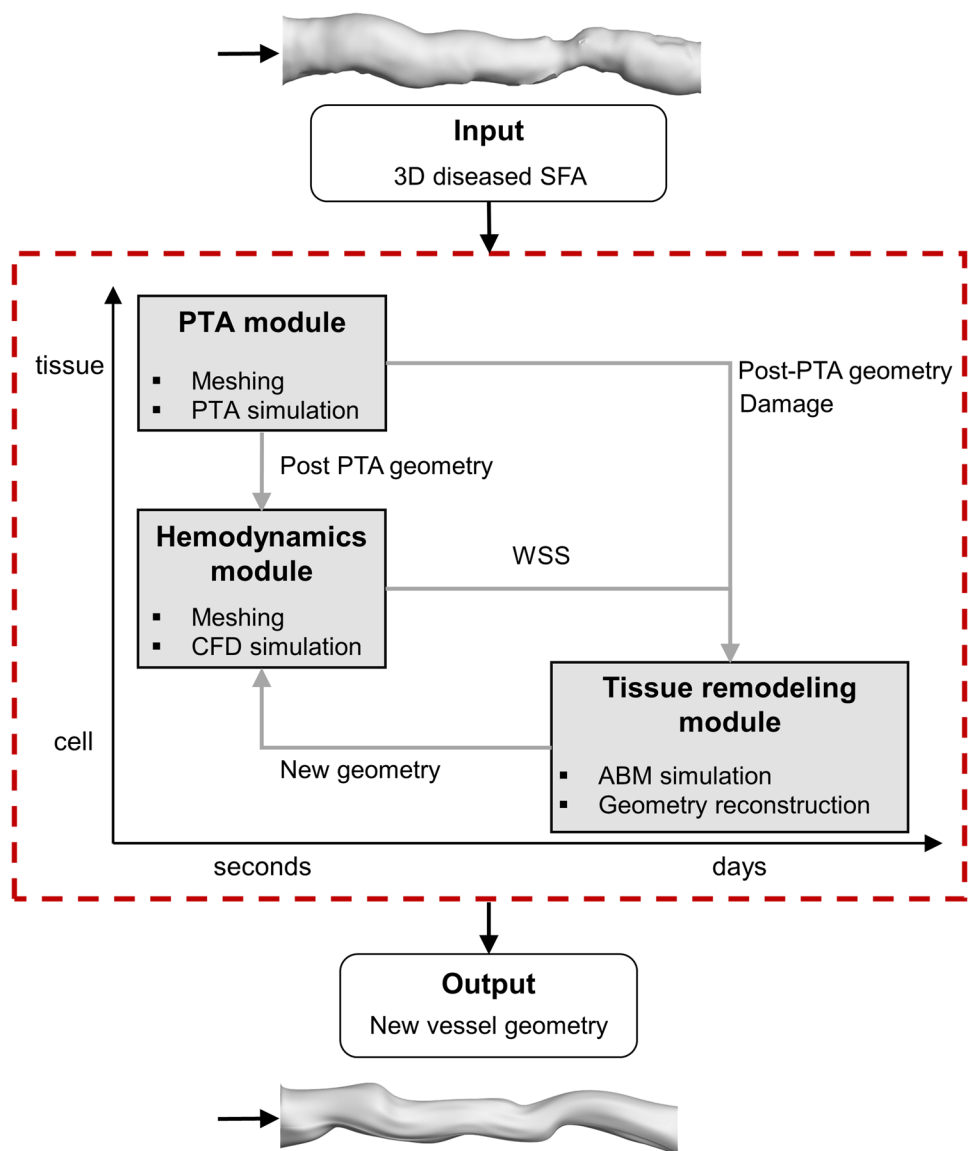 Input
3D diseased SFA
tissue
PTA module
▪ Meshing
▪ PTA simulation
Post-PTA geometry
Damage
Post PTA geometry
Hemodynamics
module
▪ Meshing
▪ CFD simulation
WSS
cell
New geometry
Tissue remodeling
module
▪ ABM simulation
▪ Geometry reconstruction
seconds
days
Output
New vessel geometry